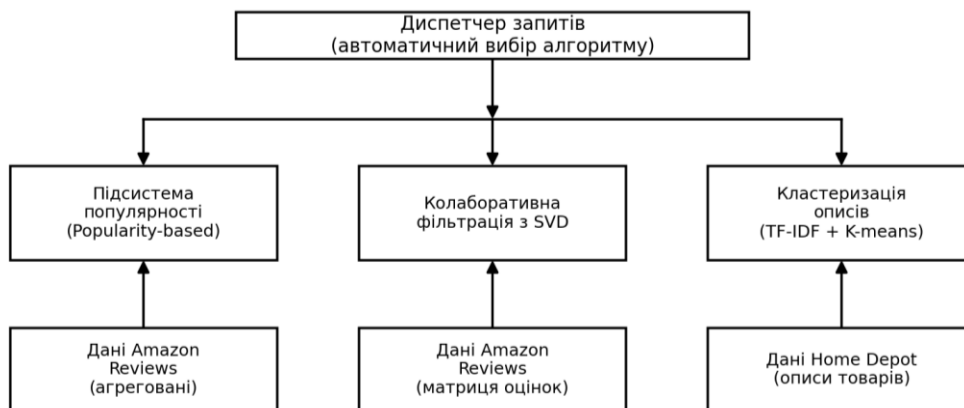 Диспетчер запитів
(автоматичний вибір алгоритму)
Підсистема
популярності
(Popularity-based)
Колаборативна
фільтрація з SVD
Кластеризація
описів
(TF-IDF + K-means)
Дані Amazon
Reviews
(агреговані)
Дані Amazon
Reviews
(матриця оцінок)
Дані Home Depot
(описи товарів)